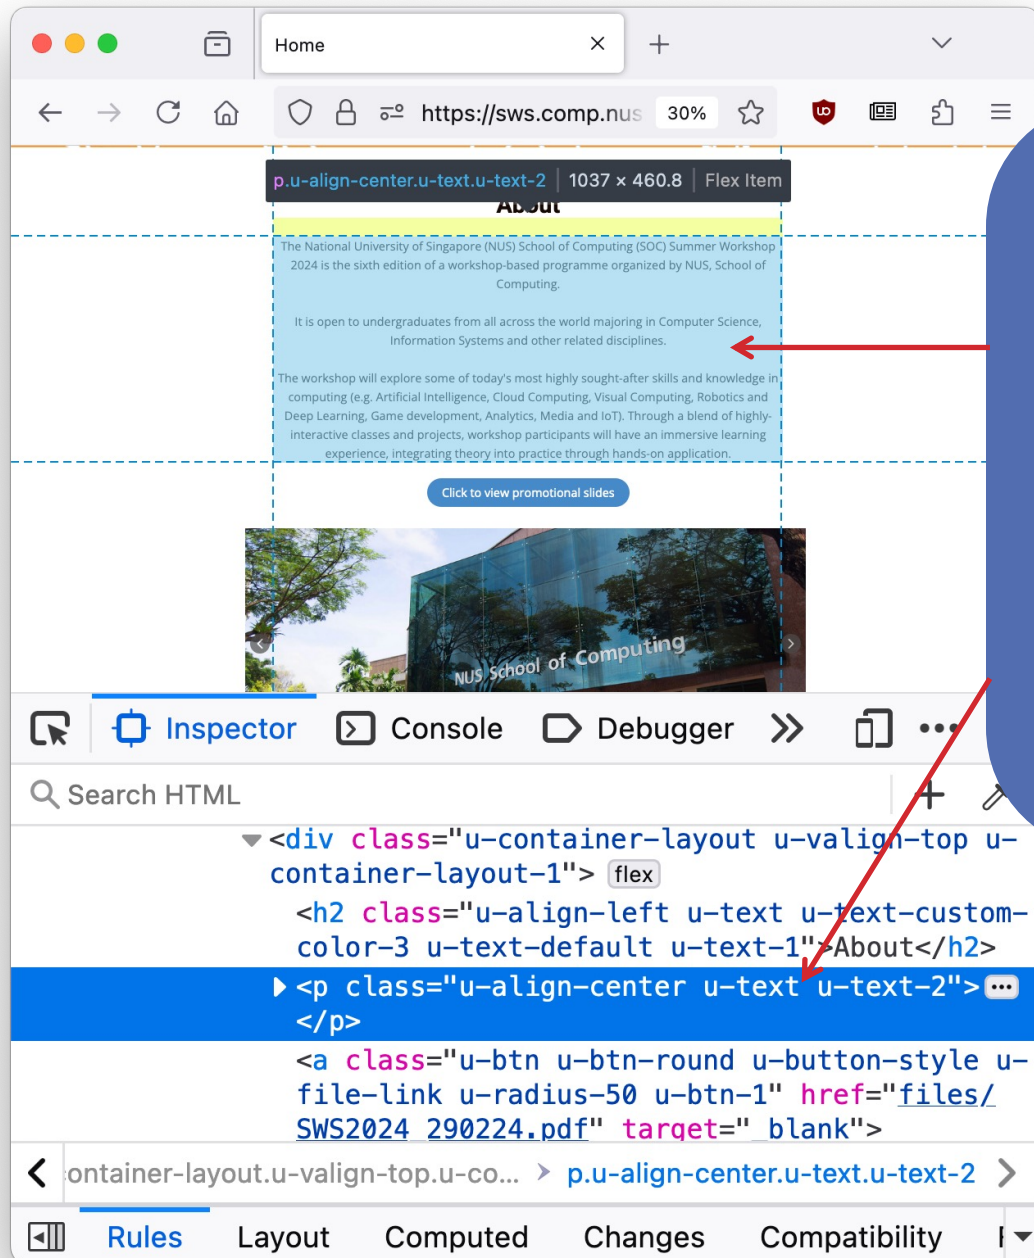 Home
https://sws.comp.nus
30%
p.u-align-center.u-text.u-text-2 | 1037 × 460.8 | Flex Item
About
The National University of Singapore (NUS) School of Computing (SOC) Summer Workshop
2024 is the sixth edition of a workshop-based programme organized by NUS, School of
Computing.
It is open to undergraduates from all across the world majoring in Computer Science,
Information Systems and other related disciplines.
The workshop will explore some of today's most highly sought-after skills and knowledge in
computing (e.g. Artificial Intelligence, Cloud Computing, Visual Computing, Robotics and
Deep Learning, Game development, Analytics, Media and IoT). Through a blend of highly-
interactive classes and projects, workshop participants will have an immersive learning
experience, integrating theory into practice through hands-on application.
Click to view promotional slides
NUS School of Computing
Inspector Console Debugger
Search HTML
<div class="u-container-layout u-valign-top u-
container-layout-1"> flex
<h2 class="u-align-left u-text u-text-custom-
color-3 u-text-default u-text-1">About</h2>
<p class="u-align-center u-text u-text-2">
</p>
<a class="u-btn u-btn-round u-button-style u-
file-link u-radius-50 u-btn-1" href="files/
SWS2024_290224.pdf" target="_blank">
ontainer-layout.u-valign-top.u-co... > p.u-align-center.u-text.u-text-2
Rules Layout Computed Changes Compatibility